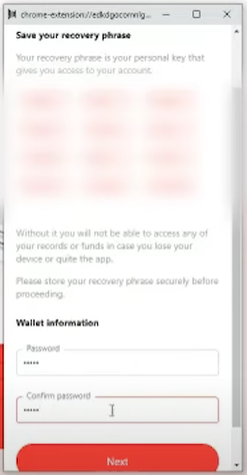 chrome-extension://edkdgocornnlg...
Save your recovery phrase
Your recovery phrase is your personal key that
gives you access to your account.
Without it you will not be able to access any of
your records or funds in case you lose your
device or quite the app.
Please store your recovery phrase securely before
proceeding.
Wallet information
Password
•••••
Confirm password
•••••
Next